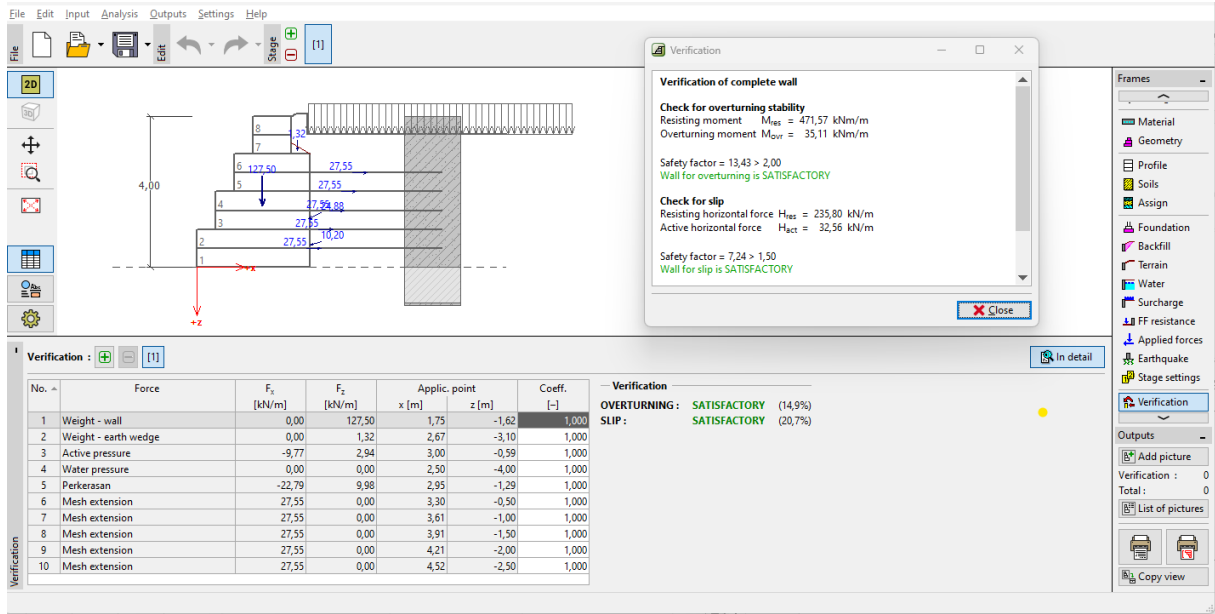 File Edit Input Analysis Outputs Settings Help
File
Edit
Stage
[1]
2D
3D
Abc
4,00
8
7
6
5
4
3
2
1
1,32
127,50
27,55
27,55
27,55
24,88
27,55
10,20
27,55
+x
+z
Verification
Verification of complete wall
Check for overturning stability
Resisting moment Mres = 471,57 kNm/m
Overturning moment Movr = 35,11 kNm/m
Safety factor = 13,43 > 2,00
Wall for overturning is SATISFACTORY
Check for slip
Resisting horizontal force Hres = 235,80 kN/m
Active horizontal force Hact = 32,56 kN/m
Safety factor = 7,24 > 1,50
Wall for slip is SATISFACTORY
Close
Frames
Material
Geometry
Profile
Soils
Assign
Foundation
Backfill
Terrain
Water
Surcharge
FF resistance
Applied forces
Earthquake
Stage settings
Verification
Outputs
Add picture
Verification : 0
Total : 0
List of pictures
Copy view
Verification
Verification : [1]
In detail
No. Force Fx Fz Applic. point Coeff.
[kN/m] [kN/m] x [m] z [m] [–]
1 Weight - wall 0,00 127,50 1,75 -1,62 1,000
2 Weight - earth wedge 0,00 1,32 2,67 -3,10 1,000
3 Active pressure -9,77 2,94 3,00 -0,59 1,000
4 Water pressure 0,00 0,00 2,50 -4,00 1,000
5 Perkerasan -22,79 9,98 2,95 -1,29 1,000
6 Mesh extension 27,55 0,00 3,30 -0,50 1,000
7 Mesh extension 27,55 0,00 3,61 -1,00 1,000
8 Mesh extension 27,55 0,00 3,91 -1,50 1,000
9 Mesh extension 27,55 0,00 4,21 -2,00 1,000
10 Mesh extension 27,55 0,00 4,52 -2,50 1,000
Verification
OVERTURNING : SATISFACTORY (14,9%)
SLIP : SATISFACTORY (20,7%)